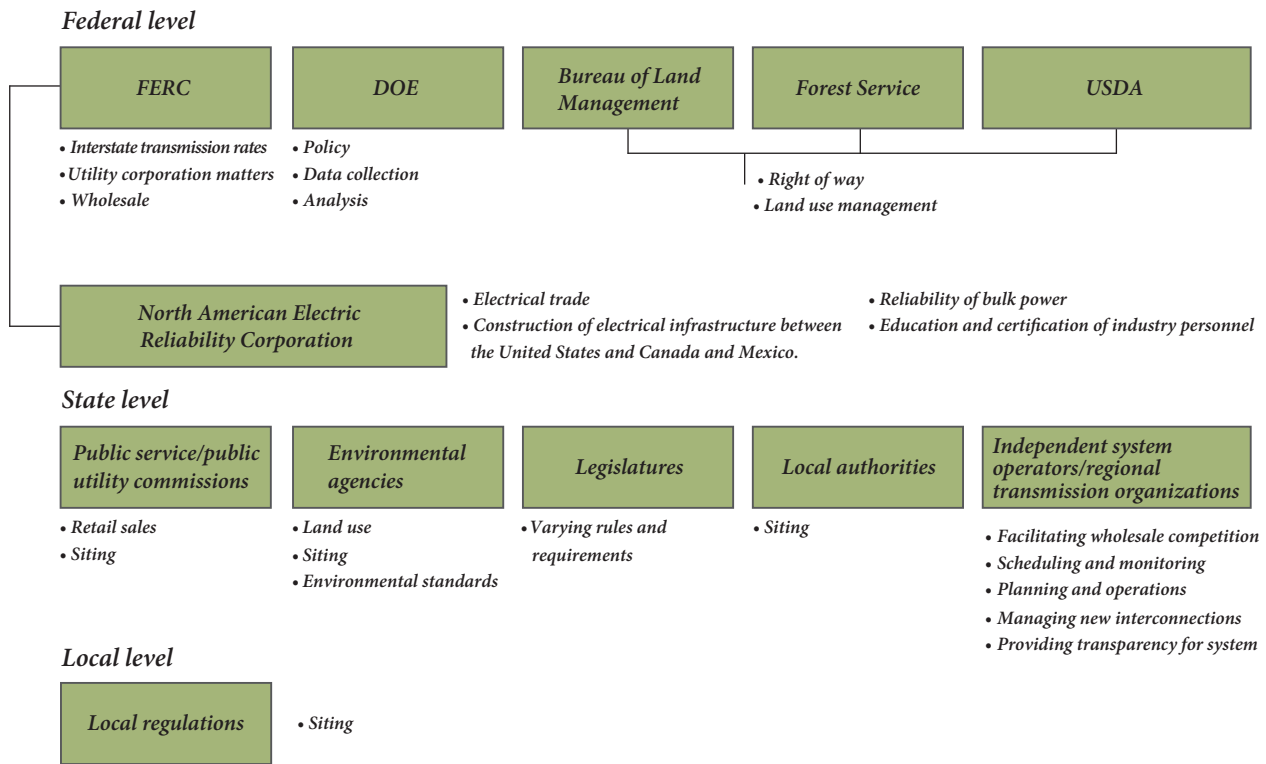 Federal level
FERC
DOE
Bureau of Land
Management
Forest Service
USDA
• Interstate transmission rates
• Utility corporation matters
• Wholesale
• Policy
• Data collection
• Analysis
• Right of way
• Land use management
North American Electric
Reliability Corporation
• Electrical trade
• Construction of electrical infrastructure between
the United States and Canada and Mexico.
• Reliability of bulk power
• Education and certification of industry personnel
State level
Public service/public
utility commissions
Environmental
agencies
Legislatures
Local authorities
Independent system
operators/regional
transmission organizations
• Retail sales
• Siting
• Land use
• Siting
• Environmental standards
• Varying rules and
requirements
• Siting
• Facilitating wholesale competition
• Scheduling and monitoring
• Planning and operations
• Managing new interconnections
• Providing transparency for system
Local level
Local regulations
• Siting